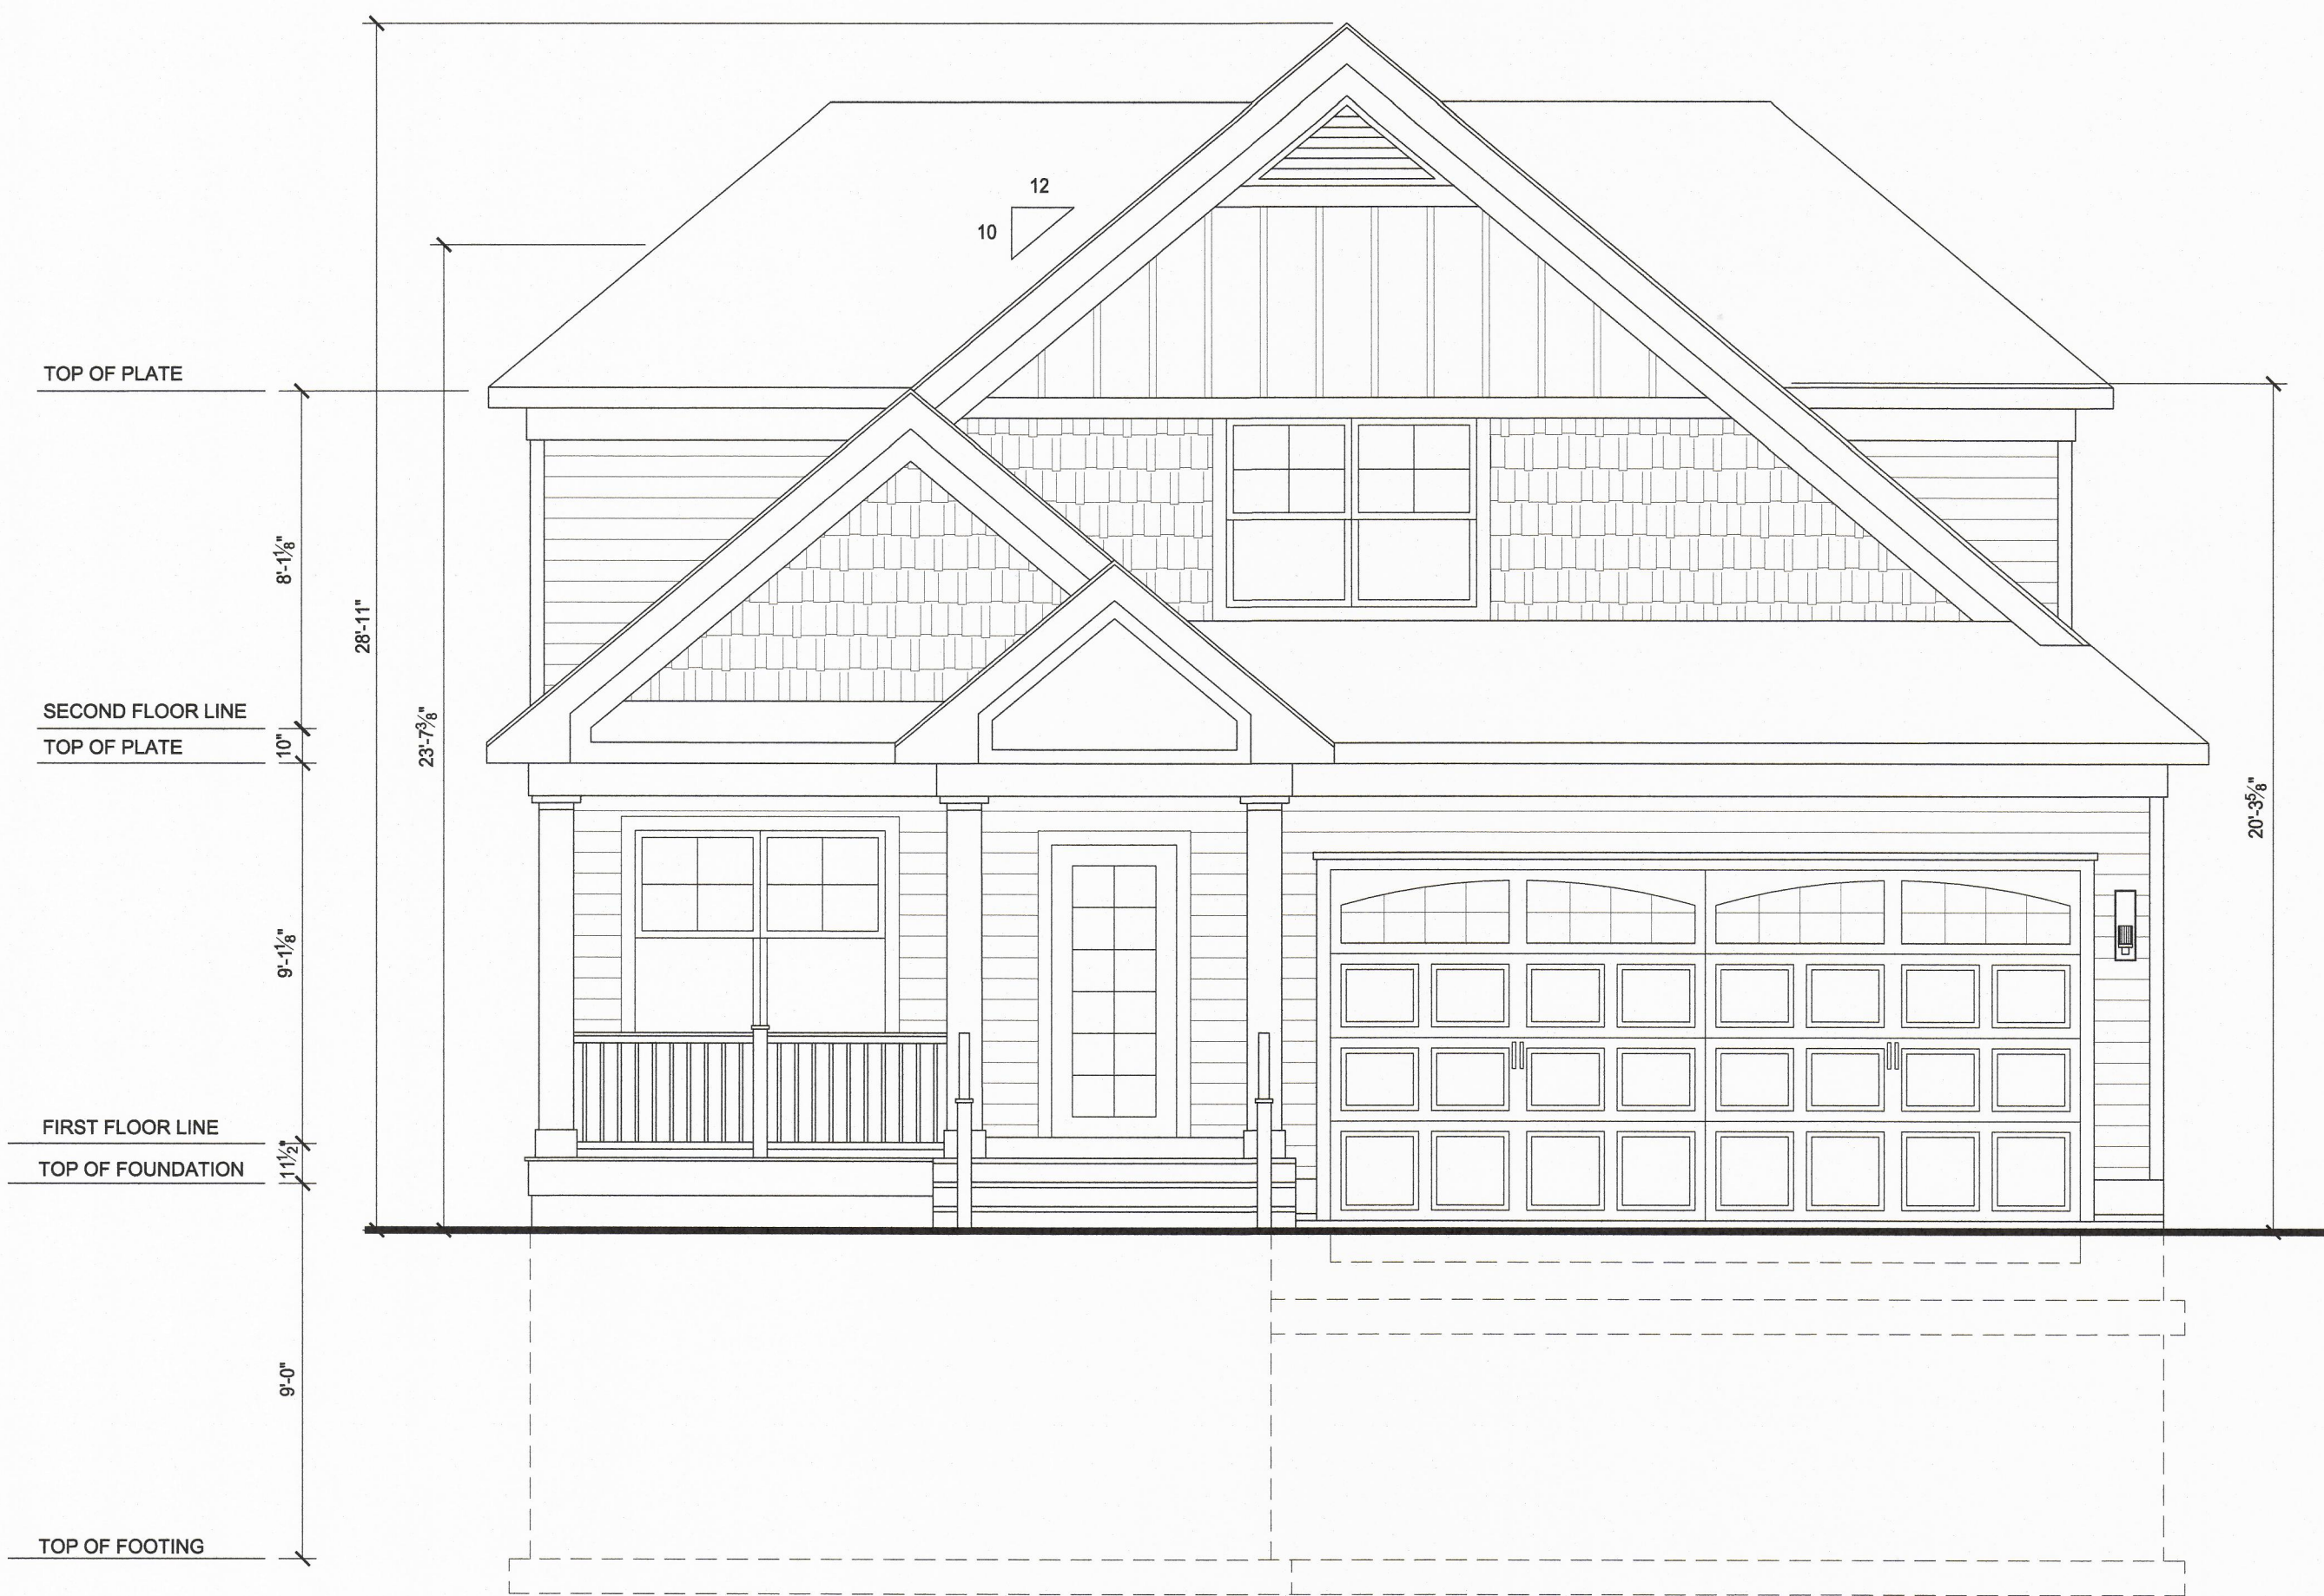 12
10
TOP OF PLATE
8'-1⅛"
28'-11"
23'-7⅜"
SECOND FLOOR LINE
10"
TOP OF PLATE
20'-3⅝"
9'-1⅛"
FIRST FLOOR LINE
11½"
TOP OF FOUNDATION
9'-0"
TOP OF FOOTING